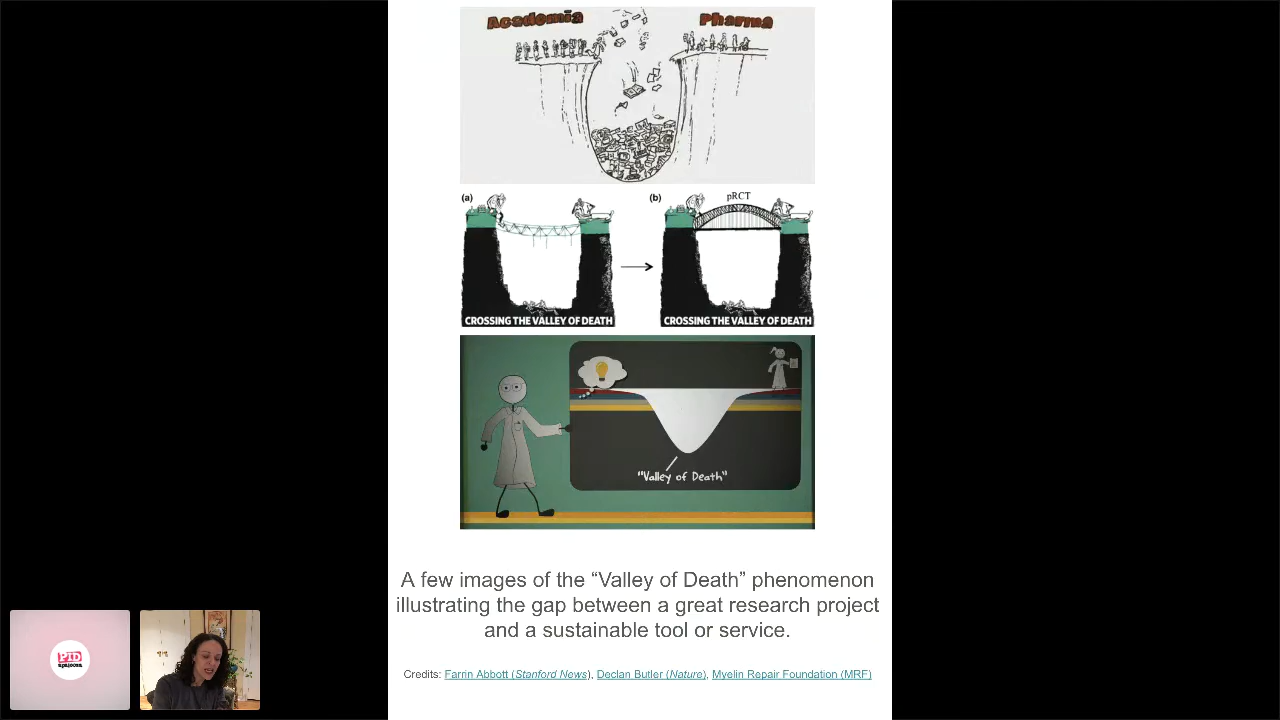 Academia
Pharma
(a)
(b)
pRCT
CROSSING THE VALLEY OF DEATH
CROSSING THE VALLEY OF DEATH
"Valley of Death"
A few images of the “Valley of Death” phenomenon
illustrating the gap between a great research project
and a sustainable tool or service.
Credits: Farrin Abbott (Stanford News), Declan Butler (Nature), Myelin Repair Foundation (MRF)
PID
apalooza